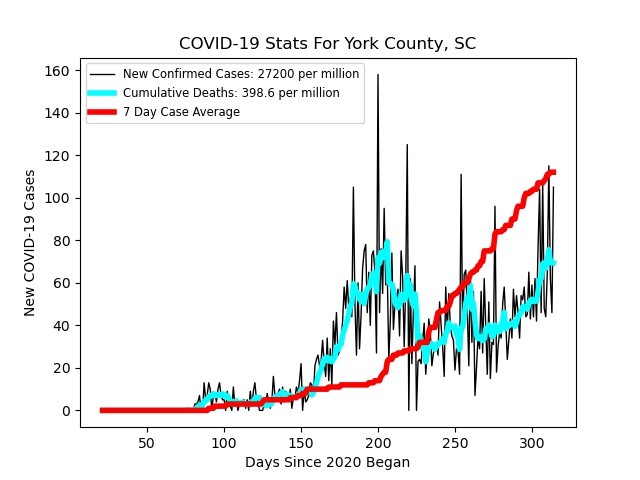 COVID-19 Stats For York County, SC
New Confirmed Cases: 27200 per million
Cumulative Deaths: 398.6 per million
7 Day Case Average
160
140
120
100
80
60
40
20
0
New COVID-19 Cases
50 100 150 200 250 300
Days Since 2020 Began